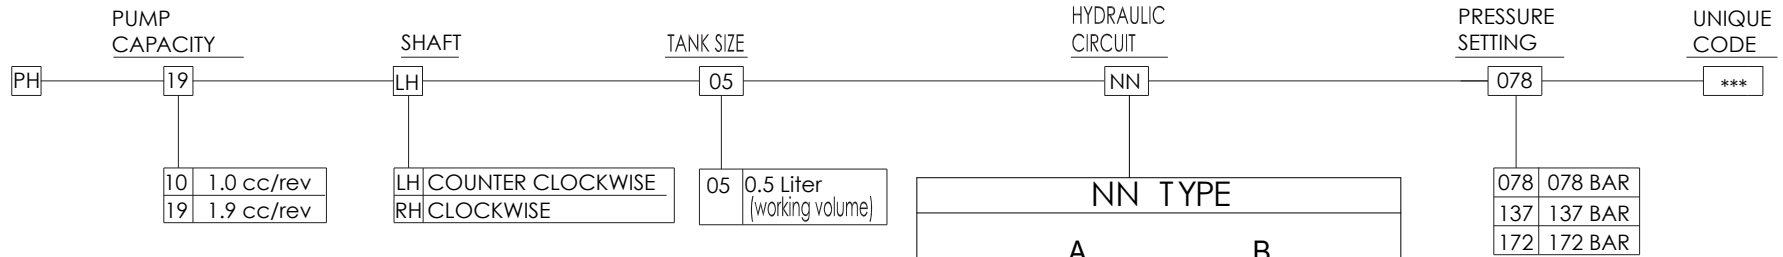 PUMP
CAPACITY
SHAFT
TANK SIZE
HYDRAULIC
CIRCUIT
PRESSURE
SETTING
UNIQUE
CODE
PH 19 LH 05 NN 078 ***
10 1.0 cc/rev
19 1.9 cc/rev
LH COUNTER CLOCKWISE
RH CLOCKWISE
05 0.5 Liter
(working volume)
NN TYPE
A B
078 078 BAR
137 137 BAR
172 172 BAR